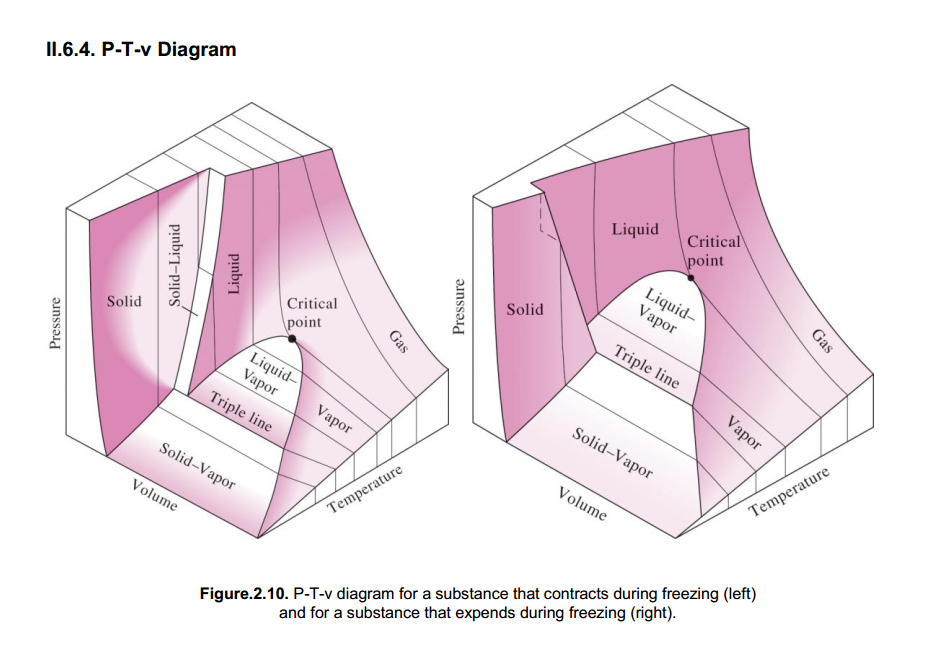 II.6.4. P-T-v Diagram
Pressure
Solid
Solid–Liquid
Liquid
Critical
point
Gas
Liquid–
Vapor
Triple line
Vapor
Solid–Vapor
Volume
Temperature
Pressure
Solid
Liquid
Critical
point
Liquid–
Vapor
Gas
Triple line
Vapor
Solid–Vapor
Volume
Temperature
Figure.2.10. P-T-v diagram for a substance that contracts during freezing (left)
and for a substance that expends during freezing (right).